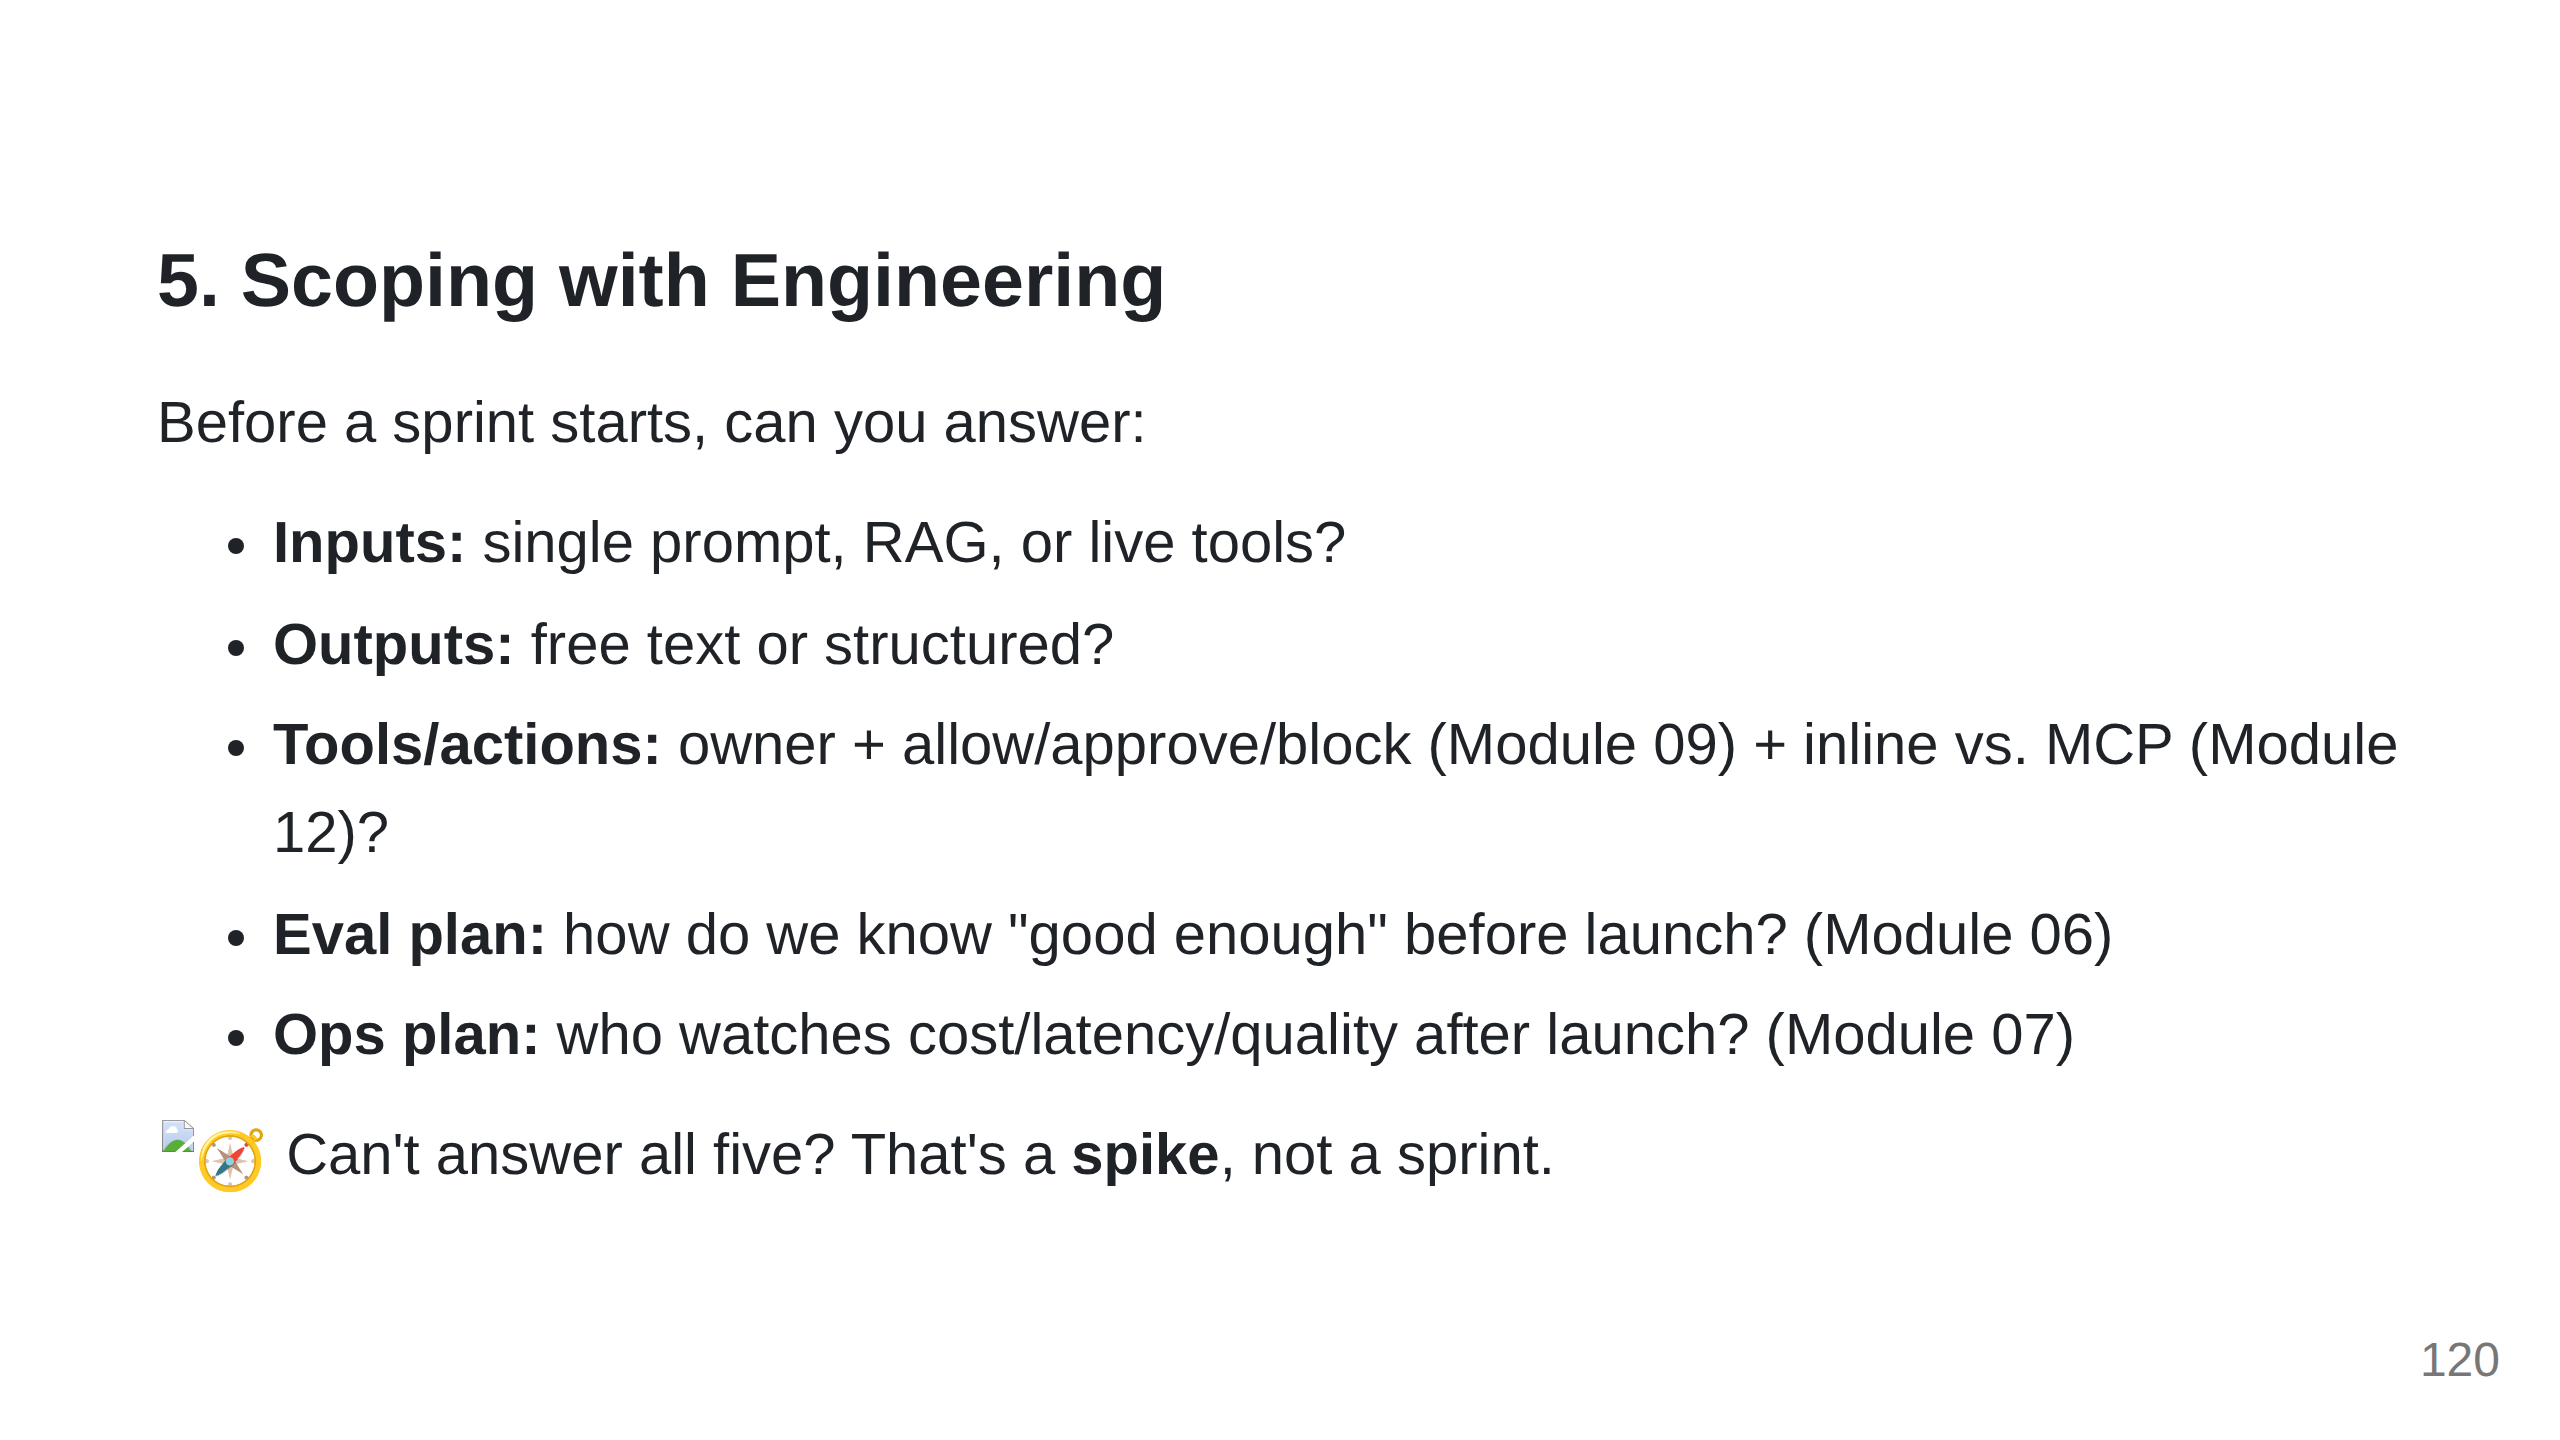 5. Scoping with Engineering
Before a sprint starts, can you answer:
• Inputs: single prompt, RAG, or live tools?
• Outputs: free text or structured?
• Tools/actions: owner + allow/approve/block (Module 09) + inline vs. MCP (Module
12)?
• Eval plan: how do we know "good enough" before launch? (Module 06)
• Ops plan: who watches cost/latency/quality after launch? (Module 07)
🧭 Can't answer all five? That's a spike, not a sprint.
120